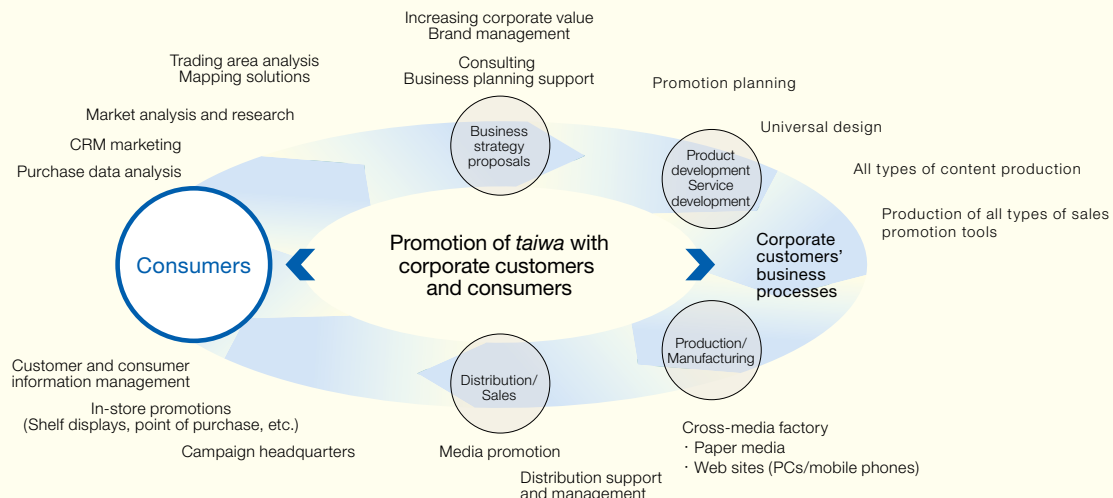 Increasing corporate value
Brand management
Trading area analysis
Mapping solutions
Consulting
Business planning support
Promotion planning
Market analysis and research
Business
strategy
proposals
Universal design
CRM marketing
Product
development
Service
development
Purchase data analysis
All types of content production
Production of all types of sales
promotion tools
Consumers
Promotion of taiwa with
corporate customers
and consumers
Corporate
customers’
business
processes
Production/
Manufacturing
Customer and consumer
information management
Distribution/
Sales
In-store promotions
(Shelf displays, point of purchase, etc.)
Campaign headquarters
Media promotion
Cross-media factory
・Paper media
・Web sites (PCs/mobile phones)
Distribution support
and management